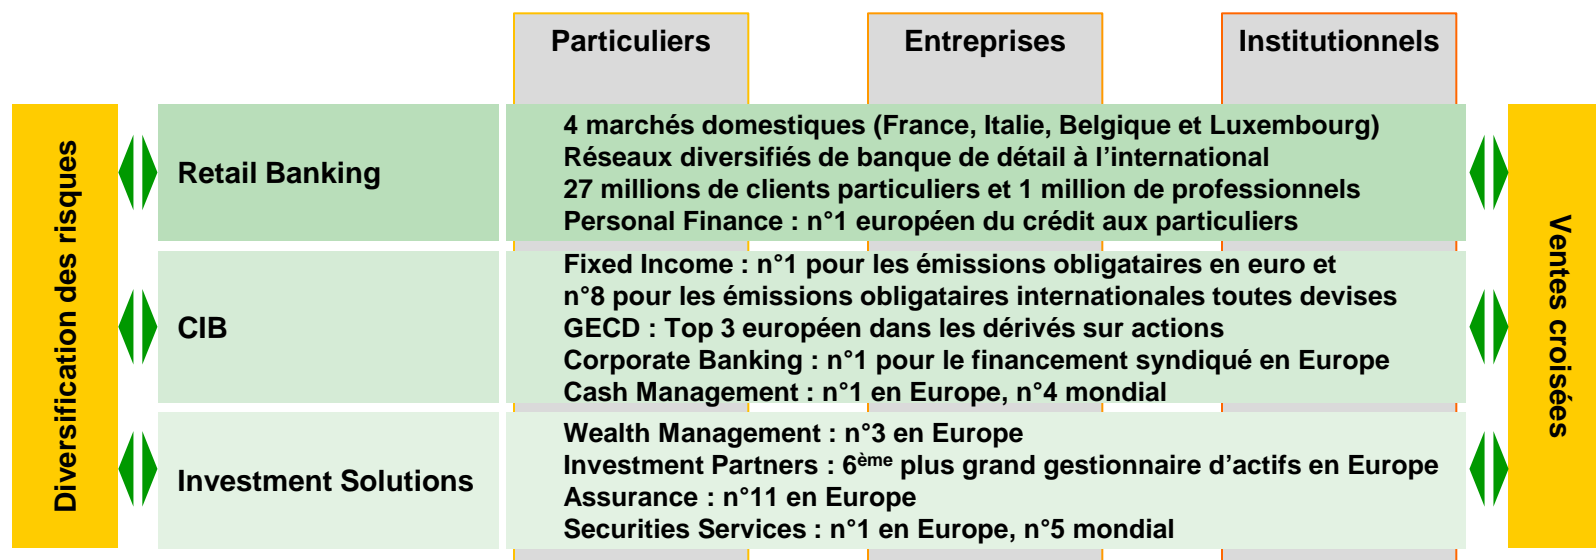 Particuliers
Entreprises
Institutionnels
Diversification des risques
Retail Banking
4 marchés domestiques (France, Italie, Belgique et Luxembourg)
Réseaux diversifiés de banque de détail à l’international
27 millions de clients particuliers et 1 million de professionnels
Personal Finance : n°1 européen du crédit aux particuliers
CIB
Fixed Income : n°1 pour les émissions obligataires en euro et
n°8 pour les émissions obligataires internationales toutes devises
GECD : Top 3 européen dans les dérivés sur actions
Corporate Banking : n°1 pour le financement syndiqué en Europe
Cash Management : n°1 en Europe, n°4 mondial
Investment Solutions
Wealth Management : n°3 en Europe
Investment Partners : 6ème plus grand gestionnaire d’actifs en Europe
Assurance : n°11 en Europe
Securities Services : n°1 en Europe, n°5 mondial
Ventes croisées